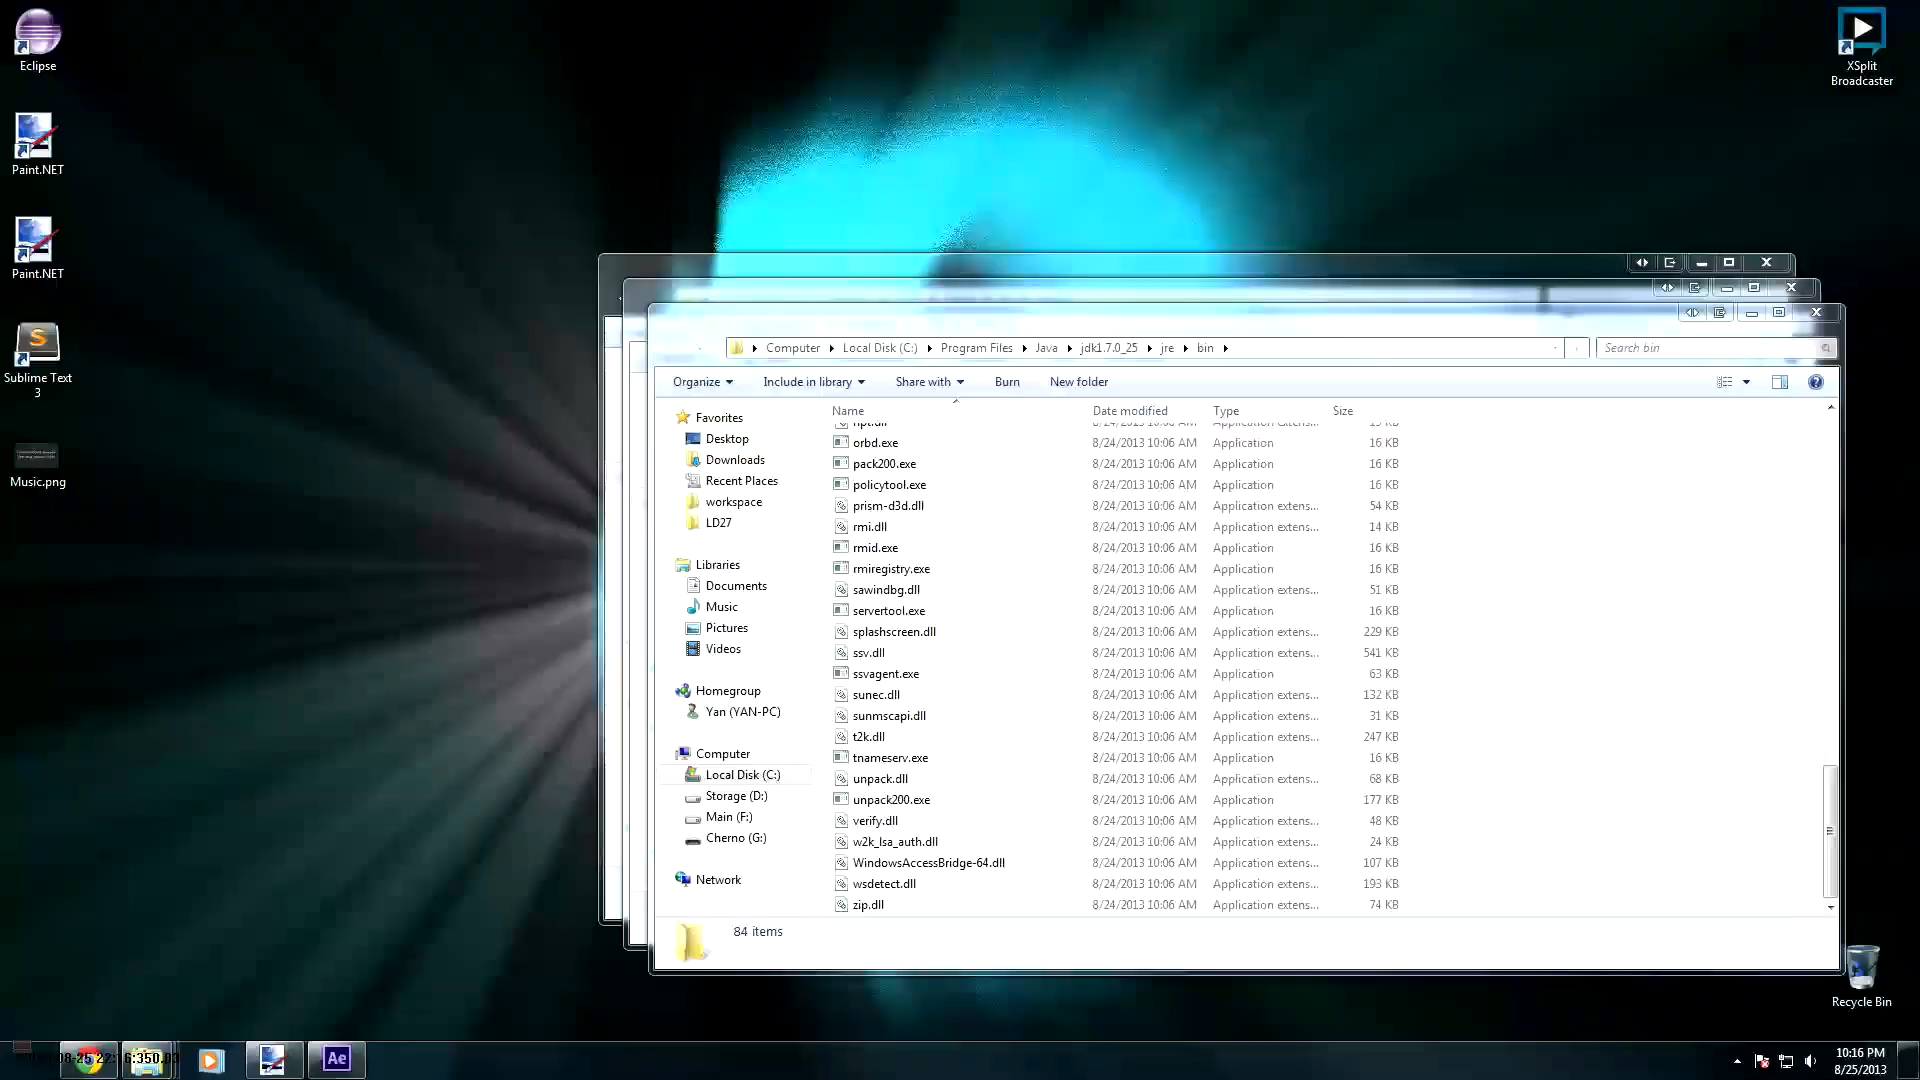 Eclipse
Paint.NET
Paint.NET
Sublime Text
3
Music.png
XSplit
Broadcaster
Computer Local Disk (C:) Program Files Java jdk1.7.0_25 jre bin
Search bin
Organize Include in library Share with Burn New folder
Favorites
Desktop
Downloads
Recent Places
workspace
LD27
Libraries
Documents
Music
Pictures
Videos
Homegroup
Yan (YAN-PC)
Computer
Local Disk (C:)
Storage (D:)
Main (F:)
Cherno (G:)
Network
Name Date modified Type Size
orbd.exe 8/24/2013 10:06 AM Application 16 KB
pack200.exe 8/24/2013 10:06 AM Application 16 KB
policytool.exe 8/24/2013 10:06 AM Application 16 KB
prism-d3d.dll 8/24/2013 10:06 AM Application extens... 54 KB
rmi.dll 8/24/2013 10:06 AM Application extens... 14 KB
rmid.exe 8/24/2013 10:06 AM Application 16 KB
rmiregistry.exe 8/24/2013 10:06 AM Application 16 KB
sawindbg.dll 8/24/2013 10:06 AM Application extens... 51 KB
servertool.exe 8/24/2013 10:06 AM Application 16 KB
splashscreen.dll 8/24/2013 10:06 AM Application extens... 229 KB
ssv.dll 8/24/2013 10:06 AM Application extens... 541 KB
ssvagent.exe 8/24/2013 10:06 AM Application 63 KB
sunec.dll 8/24/2013 10:06 AM Application extens... 132 KB
sunmscapi.dll 8/24/2013 10:06 AM Application extens... 31 KB
t2k.dll 8/24/2013 10:06 AM Application extens... 247 KB
tnameserv.exe 8/24/2013 10:06 AM Application 16 KB
unpack.dll 8/24/2013 10:06 AM Application extens... 68 KB
unpack200.exe 8/24/2013 10:06 AM Application 177 KB
verify.dll 8/24/2013 10:06 AM Application extens... 48 KB
w2k_lsa_auth.dll 8/24/2013 10:06 AM Application extens... 24 KB
WindowsAccessBridge-64.dll 8/24/2013 10:06 AM Application extens... 107 KB
wsdetect.dll 8/24/2013 10:06 AM Application extens... 193 KB
zip.dll 8/24/2013 10:06 AM Application extens... 74 KB
84 items
Recycle Bin
Ae
10:16 PM
8/25/2013